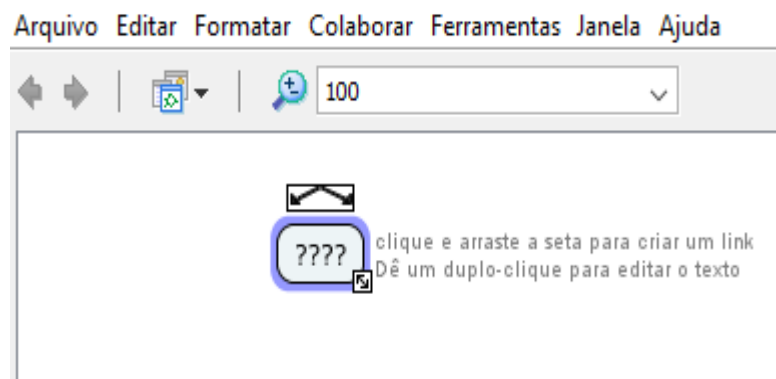 Arquivo Editar Formatar Colaborar Ferramentas Janela Ajuda
100
????
clique e arraste a seta para criar um link
Dê um duplo-clique para editar o texto